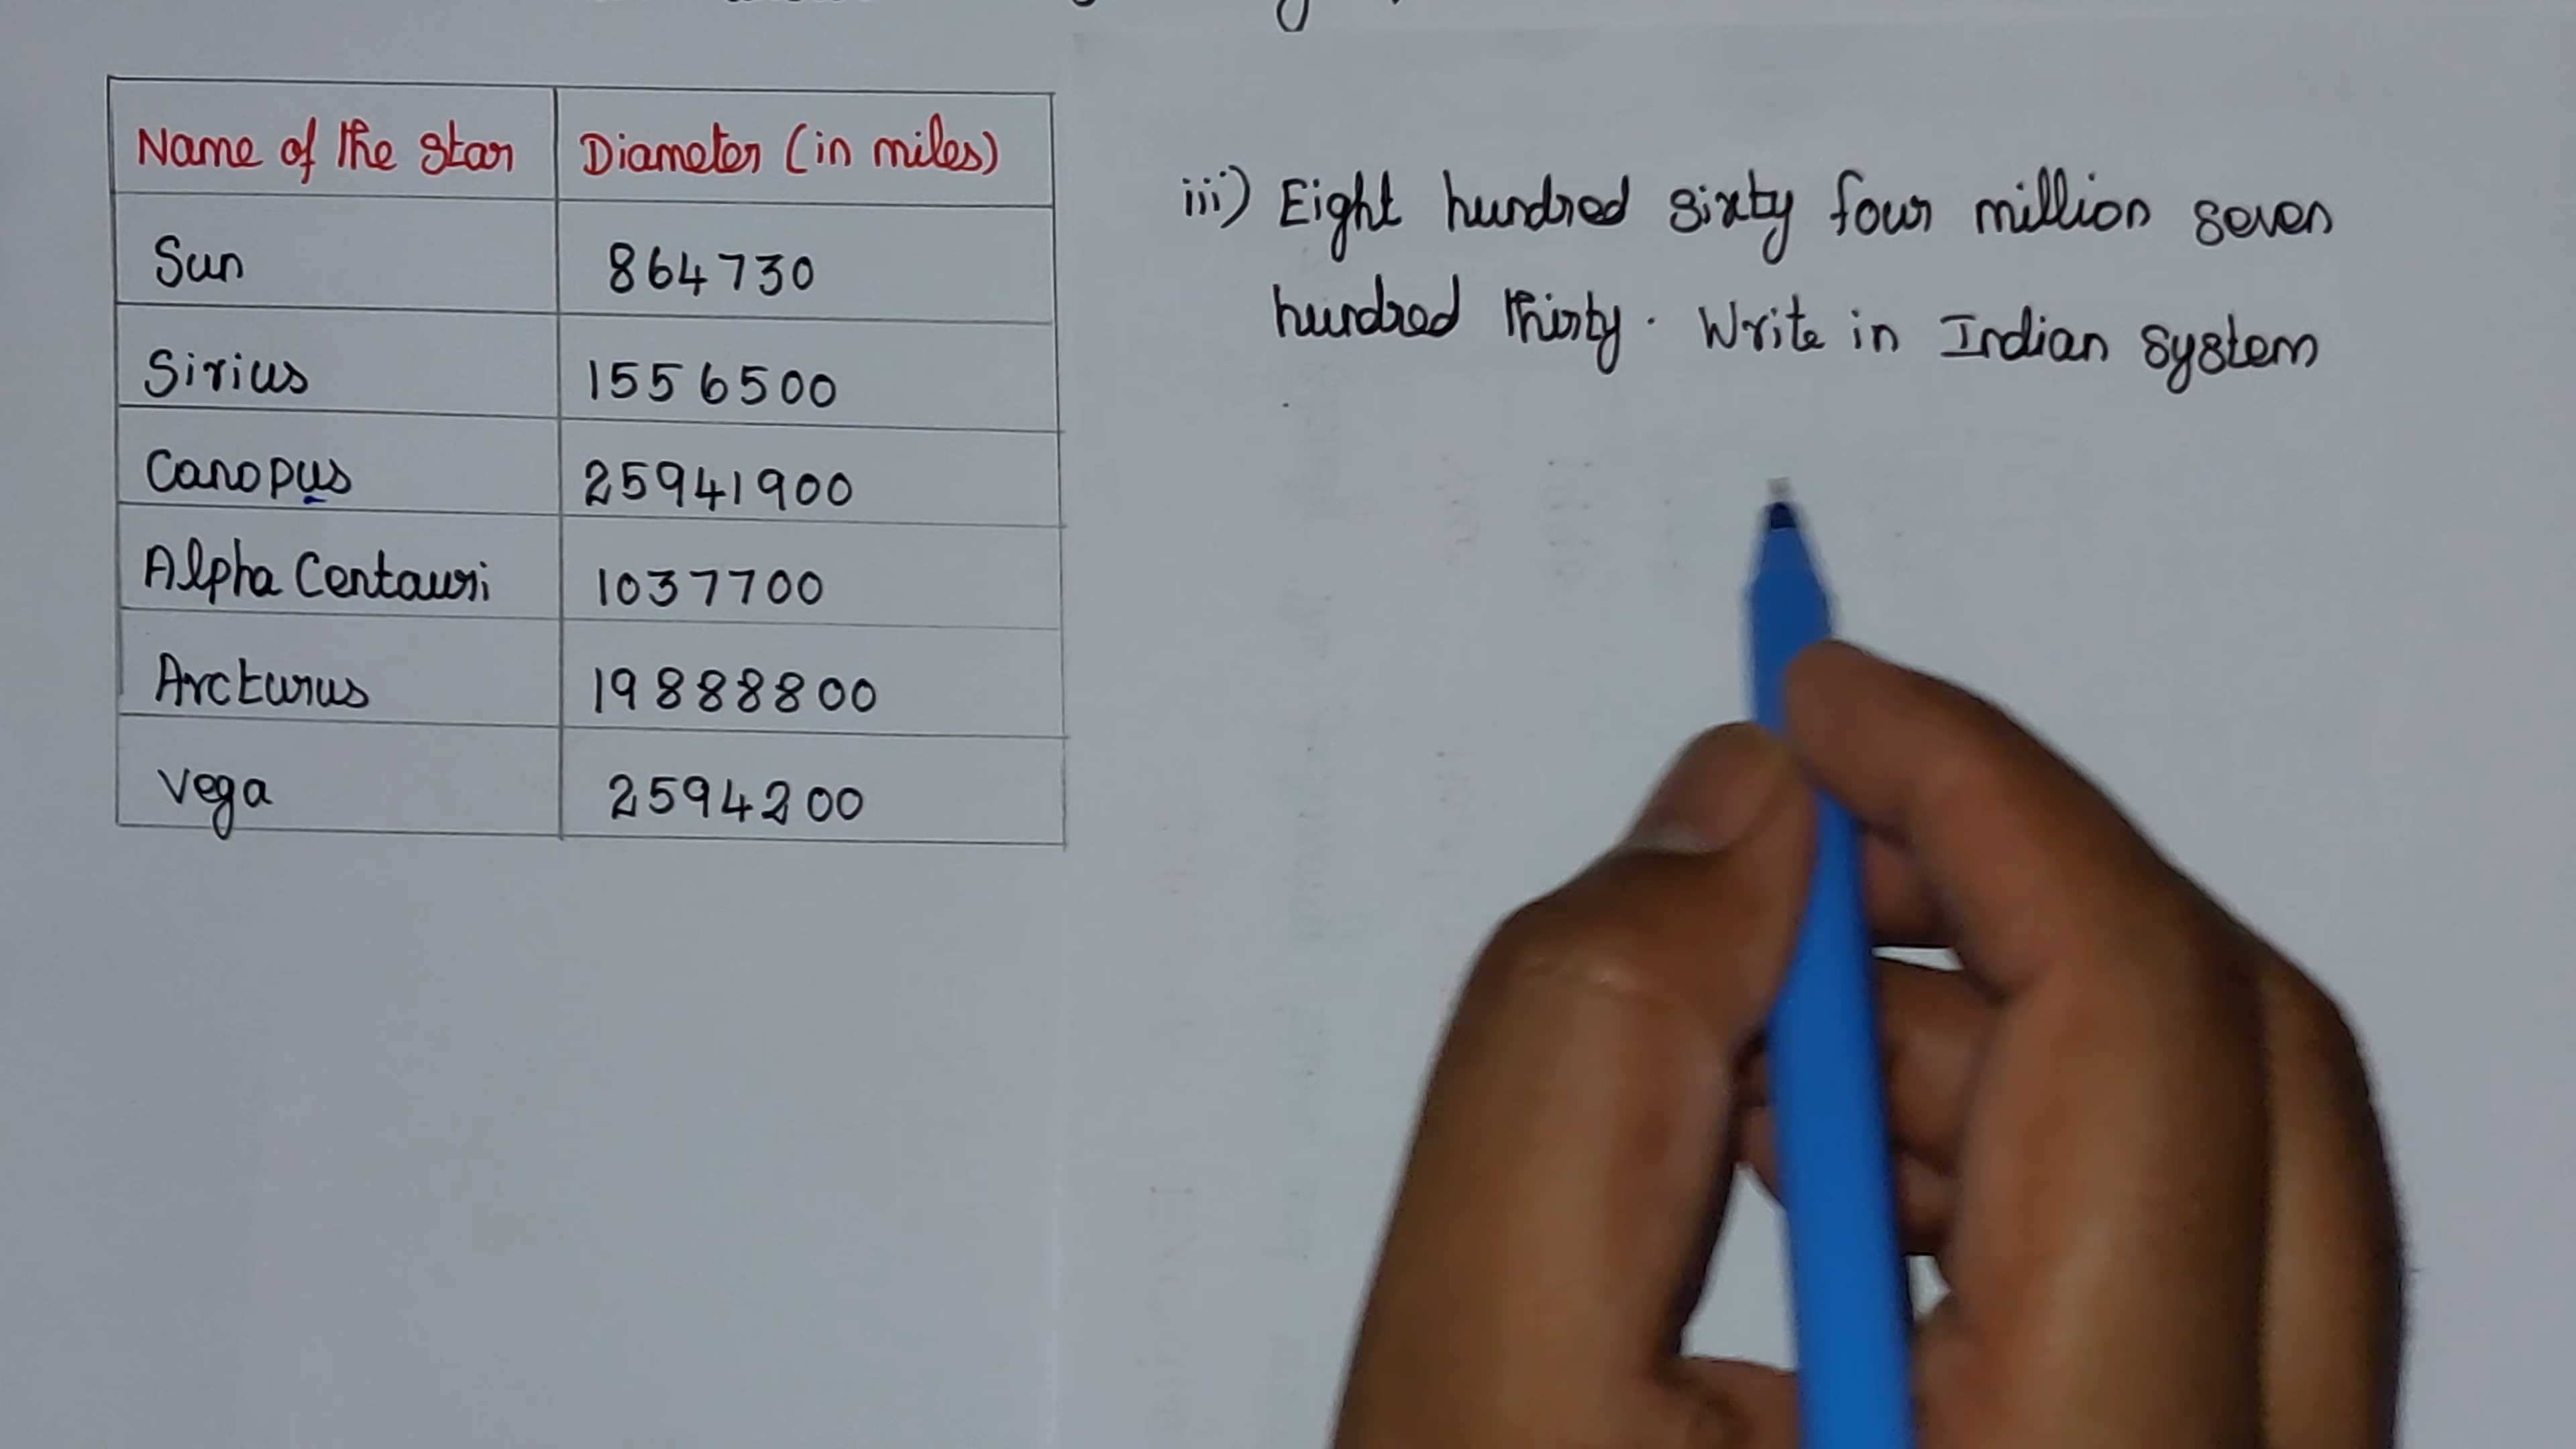 Name of the star Diameter (in miles)
Sun 864730
Sirius 1556500
Canopus 25941900
Alpha Centauri 1037700
Arcturus 19888800
Vega 2594200
iii) Eight hundred sixty four million seven
hundred thirty. Write in Indian system